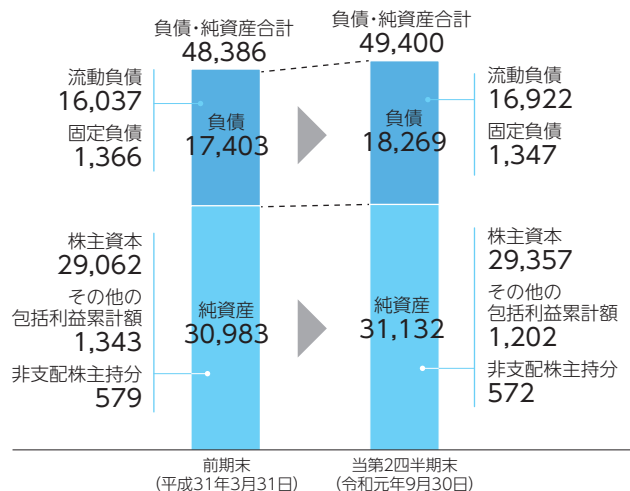 負債・純資産合計
48,386
流動負債
16,037
固定負債
1,366
負債
17,403
株主資本
29,062
その他の
包括利益累計額
1,343
非支配株主持分
579
純資産
30,983
前期末
(平成31年3月31日)
負債・純資産合計
49,400
流動負債
16,922
固定負債
1,347
負債
18,269
株主資本
29,357
その他の
包括利益累計額
1,202
非支配株主持分
572
純資産
31,132
当第2四半期末
(令和元年9月30日)